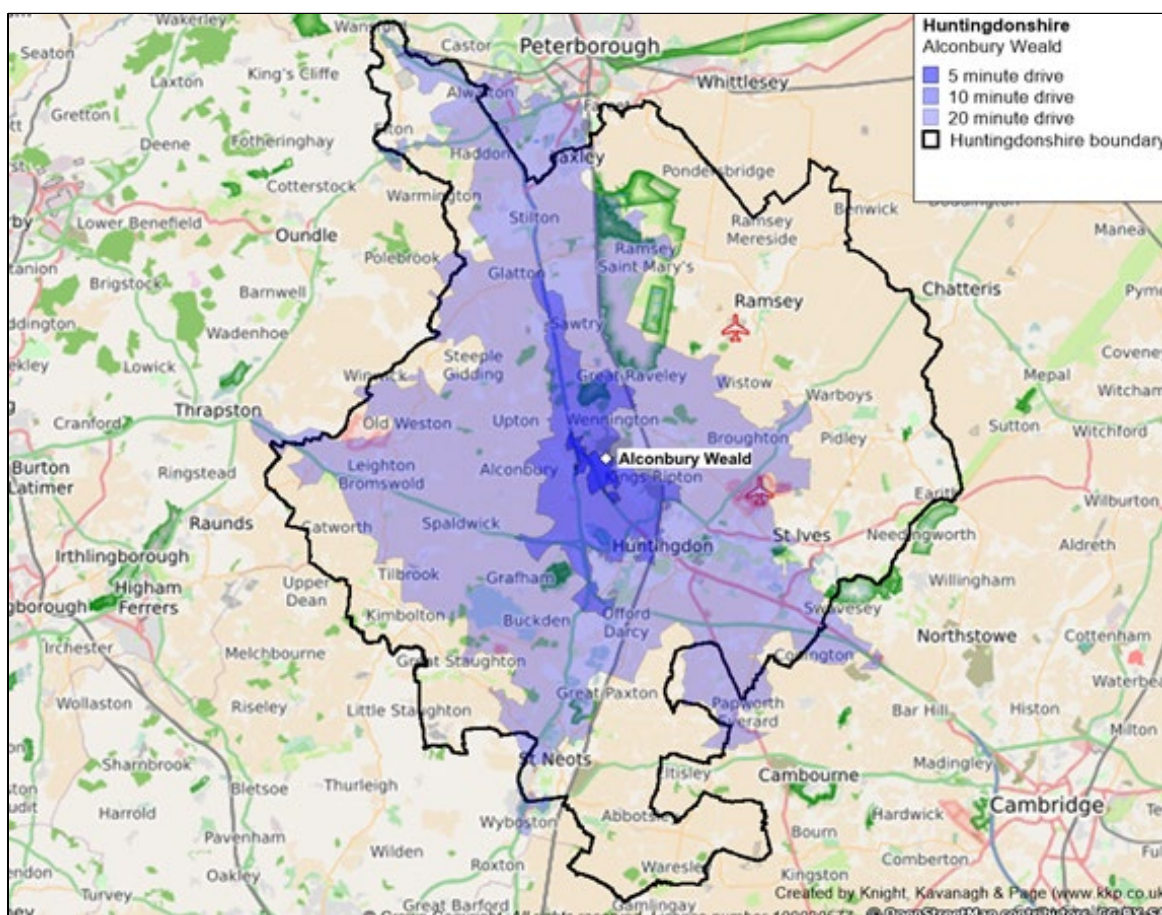 Huntingdonshire
Alconbury Weald
5 minute drive
10 minute drive
20 minute drive
Huntingdonshire boundary
Wakerley
Seaton
Laxton
King's Cliffe
Wansford
Castor
Peterborough
Whittlesey
Gretton
Deene
Fotheringhay
Alwalton
Elton
Haddon
Pondersbridge
Cotterstock
Warmington
Lower Benefield
Oundle
Stilton
Benwick
Ramsey
Mereside
Doddington
Manea
Polebrook
Ramsey
Saint Mary's
Glatton
Brigstock
Barnwell
Ramsey
Chatteris
Wadenhoe
Sawtry
Lowick
Steeple
Gidding
Coveney
Winwick
Great Raveley
Wistow
Mepal
Witcham
Thrapston
Warboys
Cranford
Old Weston
Upton
Wennington
Broughton
Pidley
Sutton
Witchford
Alconbury Weald
Burton
Latimer
Ringstead
Leighton
Bromswold
Alconbury
Kings Ripton
Wilburton
Raunds
Catworth
Spaldwick
Huntingdon
St Ives
Needingworth
Aldreth
Irthlingborough
Higham
Ferrers
Upper
Dean
Tilbrook
Grafham
Willingham
Kimbolton
Buckden
Offord
Darcy
Swavesey
Northstowe
Cottenham
Irchester
Melchbourne
Great Staughton
Conington
Wollaston
Riseley
Little Staughton
Great Paxton
Papworth
Everard
Bar Hill
Histon
Milton
Sharnbrook
St Neots
Eltisley
Cambourne
Madingley
Bletsoe
Thurleigh
Harrold
Wyboston
Abbotsley
Hardwick
Cambridge
Pavenham
Wilden
Bourn
Comberton
Oakley
Roxton
Waresley
Kingston
Turvey
Great Barford
Gamlingay
Created by Knight, Kavanagh & Page (www.kkp.co.uk